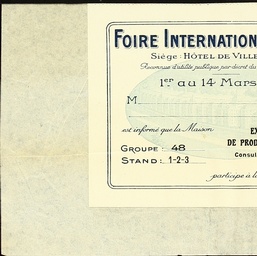 FOIRE INTERNATION
Siège: HÔTEL DE VILLE
Reconnue d'utilité publique par décret du
1er au 14 Mars
M
est informé que la Maison
EX
DE PROD
GROUPE: 48
Consul
STAND: 1-2-3
participe à la